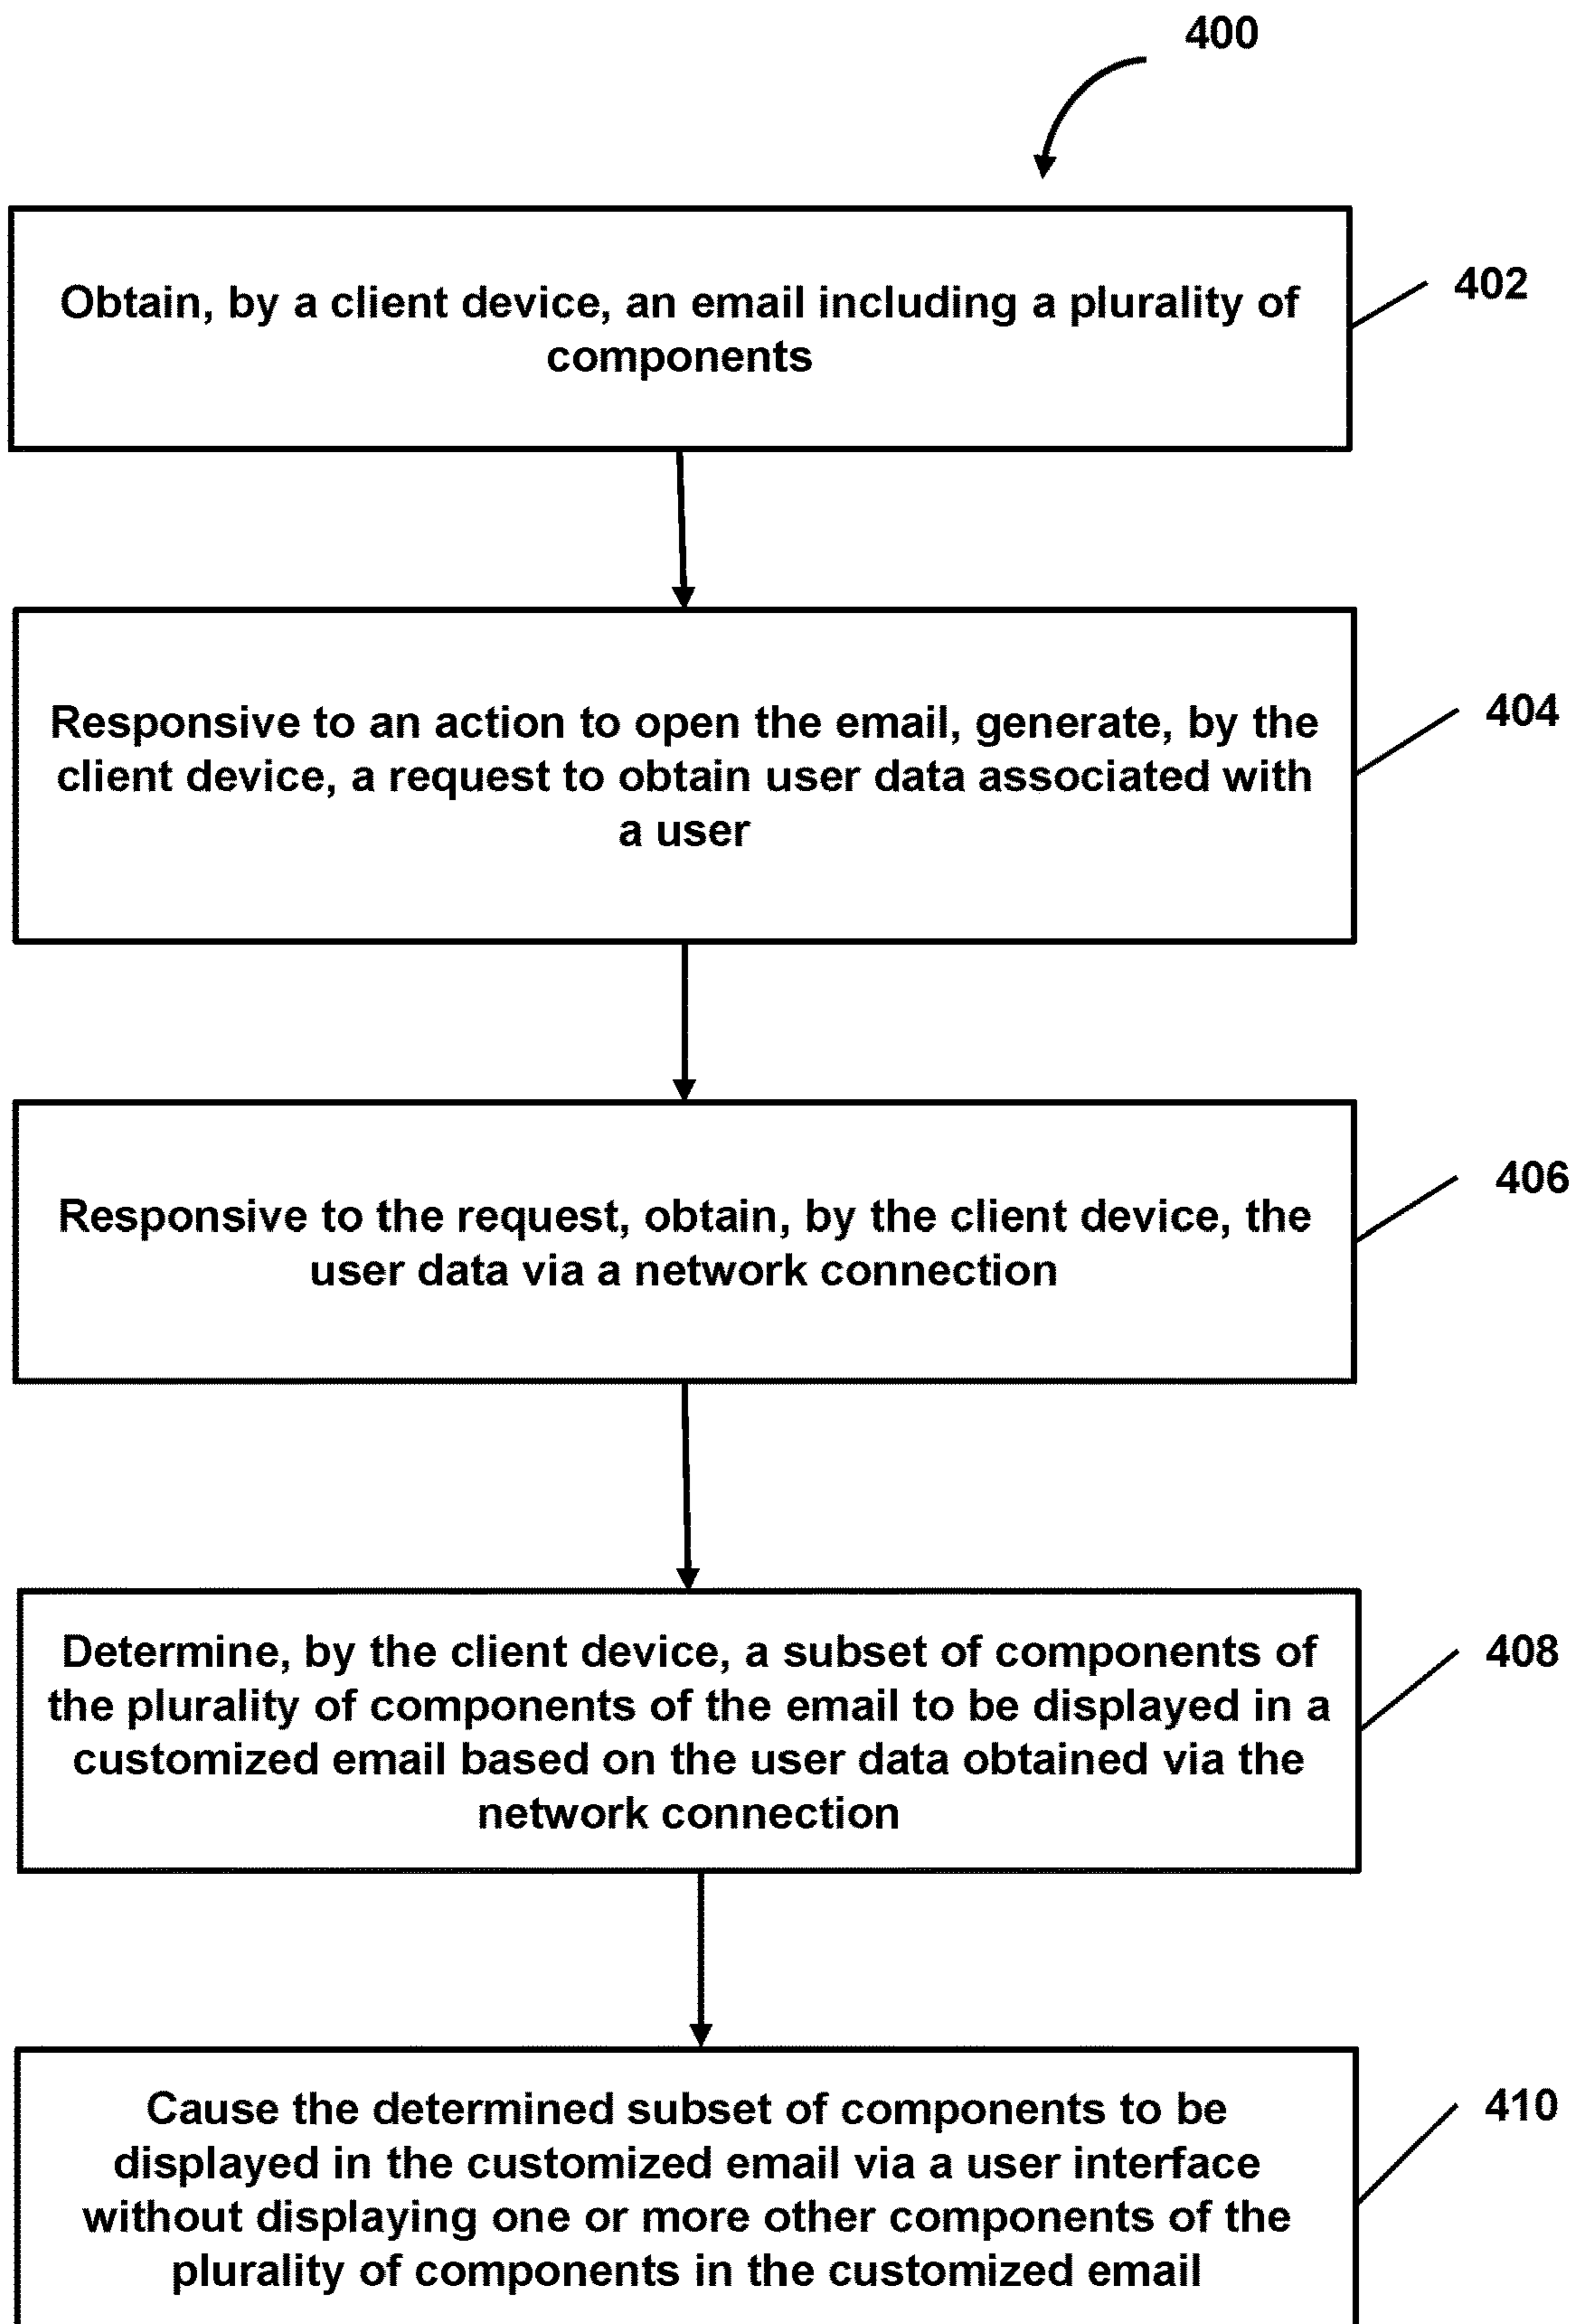 400
Obtain, by a client device, an email including a plurality of
components
402
Responsive to an action to open the email, generate, by the
client device, a request to obtain user data associated with
a user
404
Responsive to the request, obtain, by the client device, the
user data via a network connection
406
Determine, by the client device, a subset of components of
the plurality of components of the email to be displayed in a
customized email based on the user data obtained via the
network connection
408
Cause the determined subset of components to be
displayed in the customized email via a user interface
without displaying one or more other components of the
plurality of components in the customized email
410